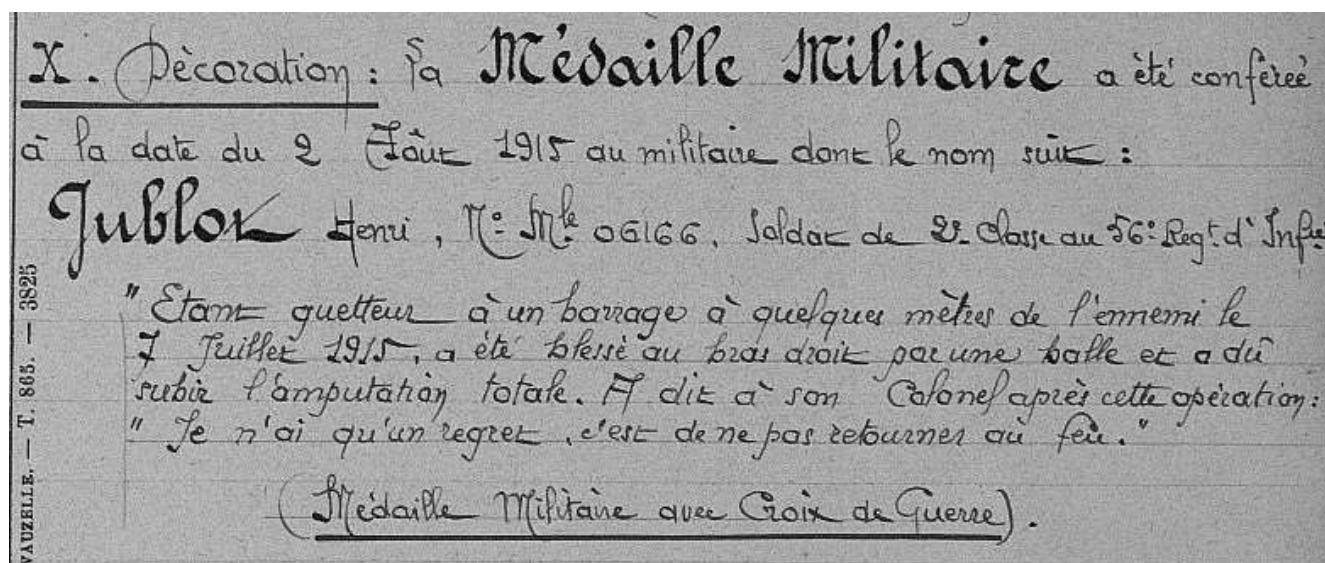 X. Décoration : La Médaille Militaire a été conférée
à la date du 2 Août 1915 au militaire dont le nom suit :
Jublot Henri, N° Mle 06166, Soldat de 2e Classe au 56e Regt. d'Infrie
"Etant guetteur à un barrage à quelques mètres de l'ennemi le
7 Juillet 1915, a été blessé au bras droit par une balle et a dû
subir l'amputation totale. A dit à son Colonel après cette opération :
"Je n'ai qu'un regret, c'est de ne pas retourner au feu."
(Médaille Militaire avec Croix de Guerre).
VAUZELLE. — T. 865. — 3825